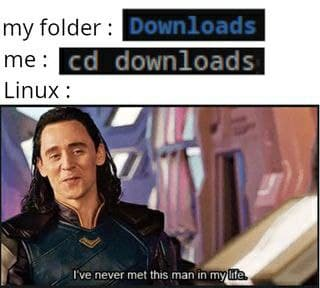 my folder : Downloads
me : cd downloads
Linux :
I've never met this man in my life.